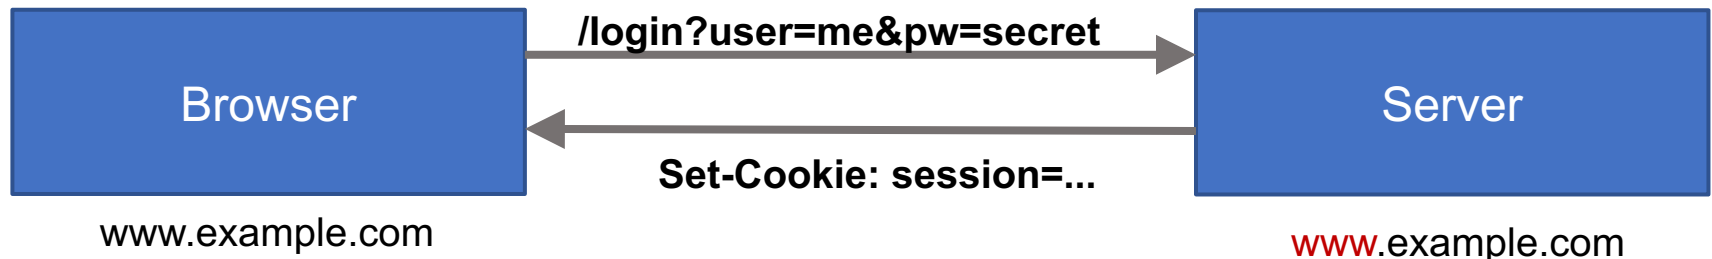 /login?user=me&pw=secret
Browser
Server
Set-Cookie: session=...
www.example.com
www.example.com